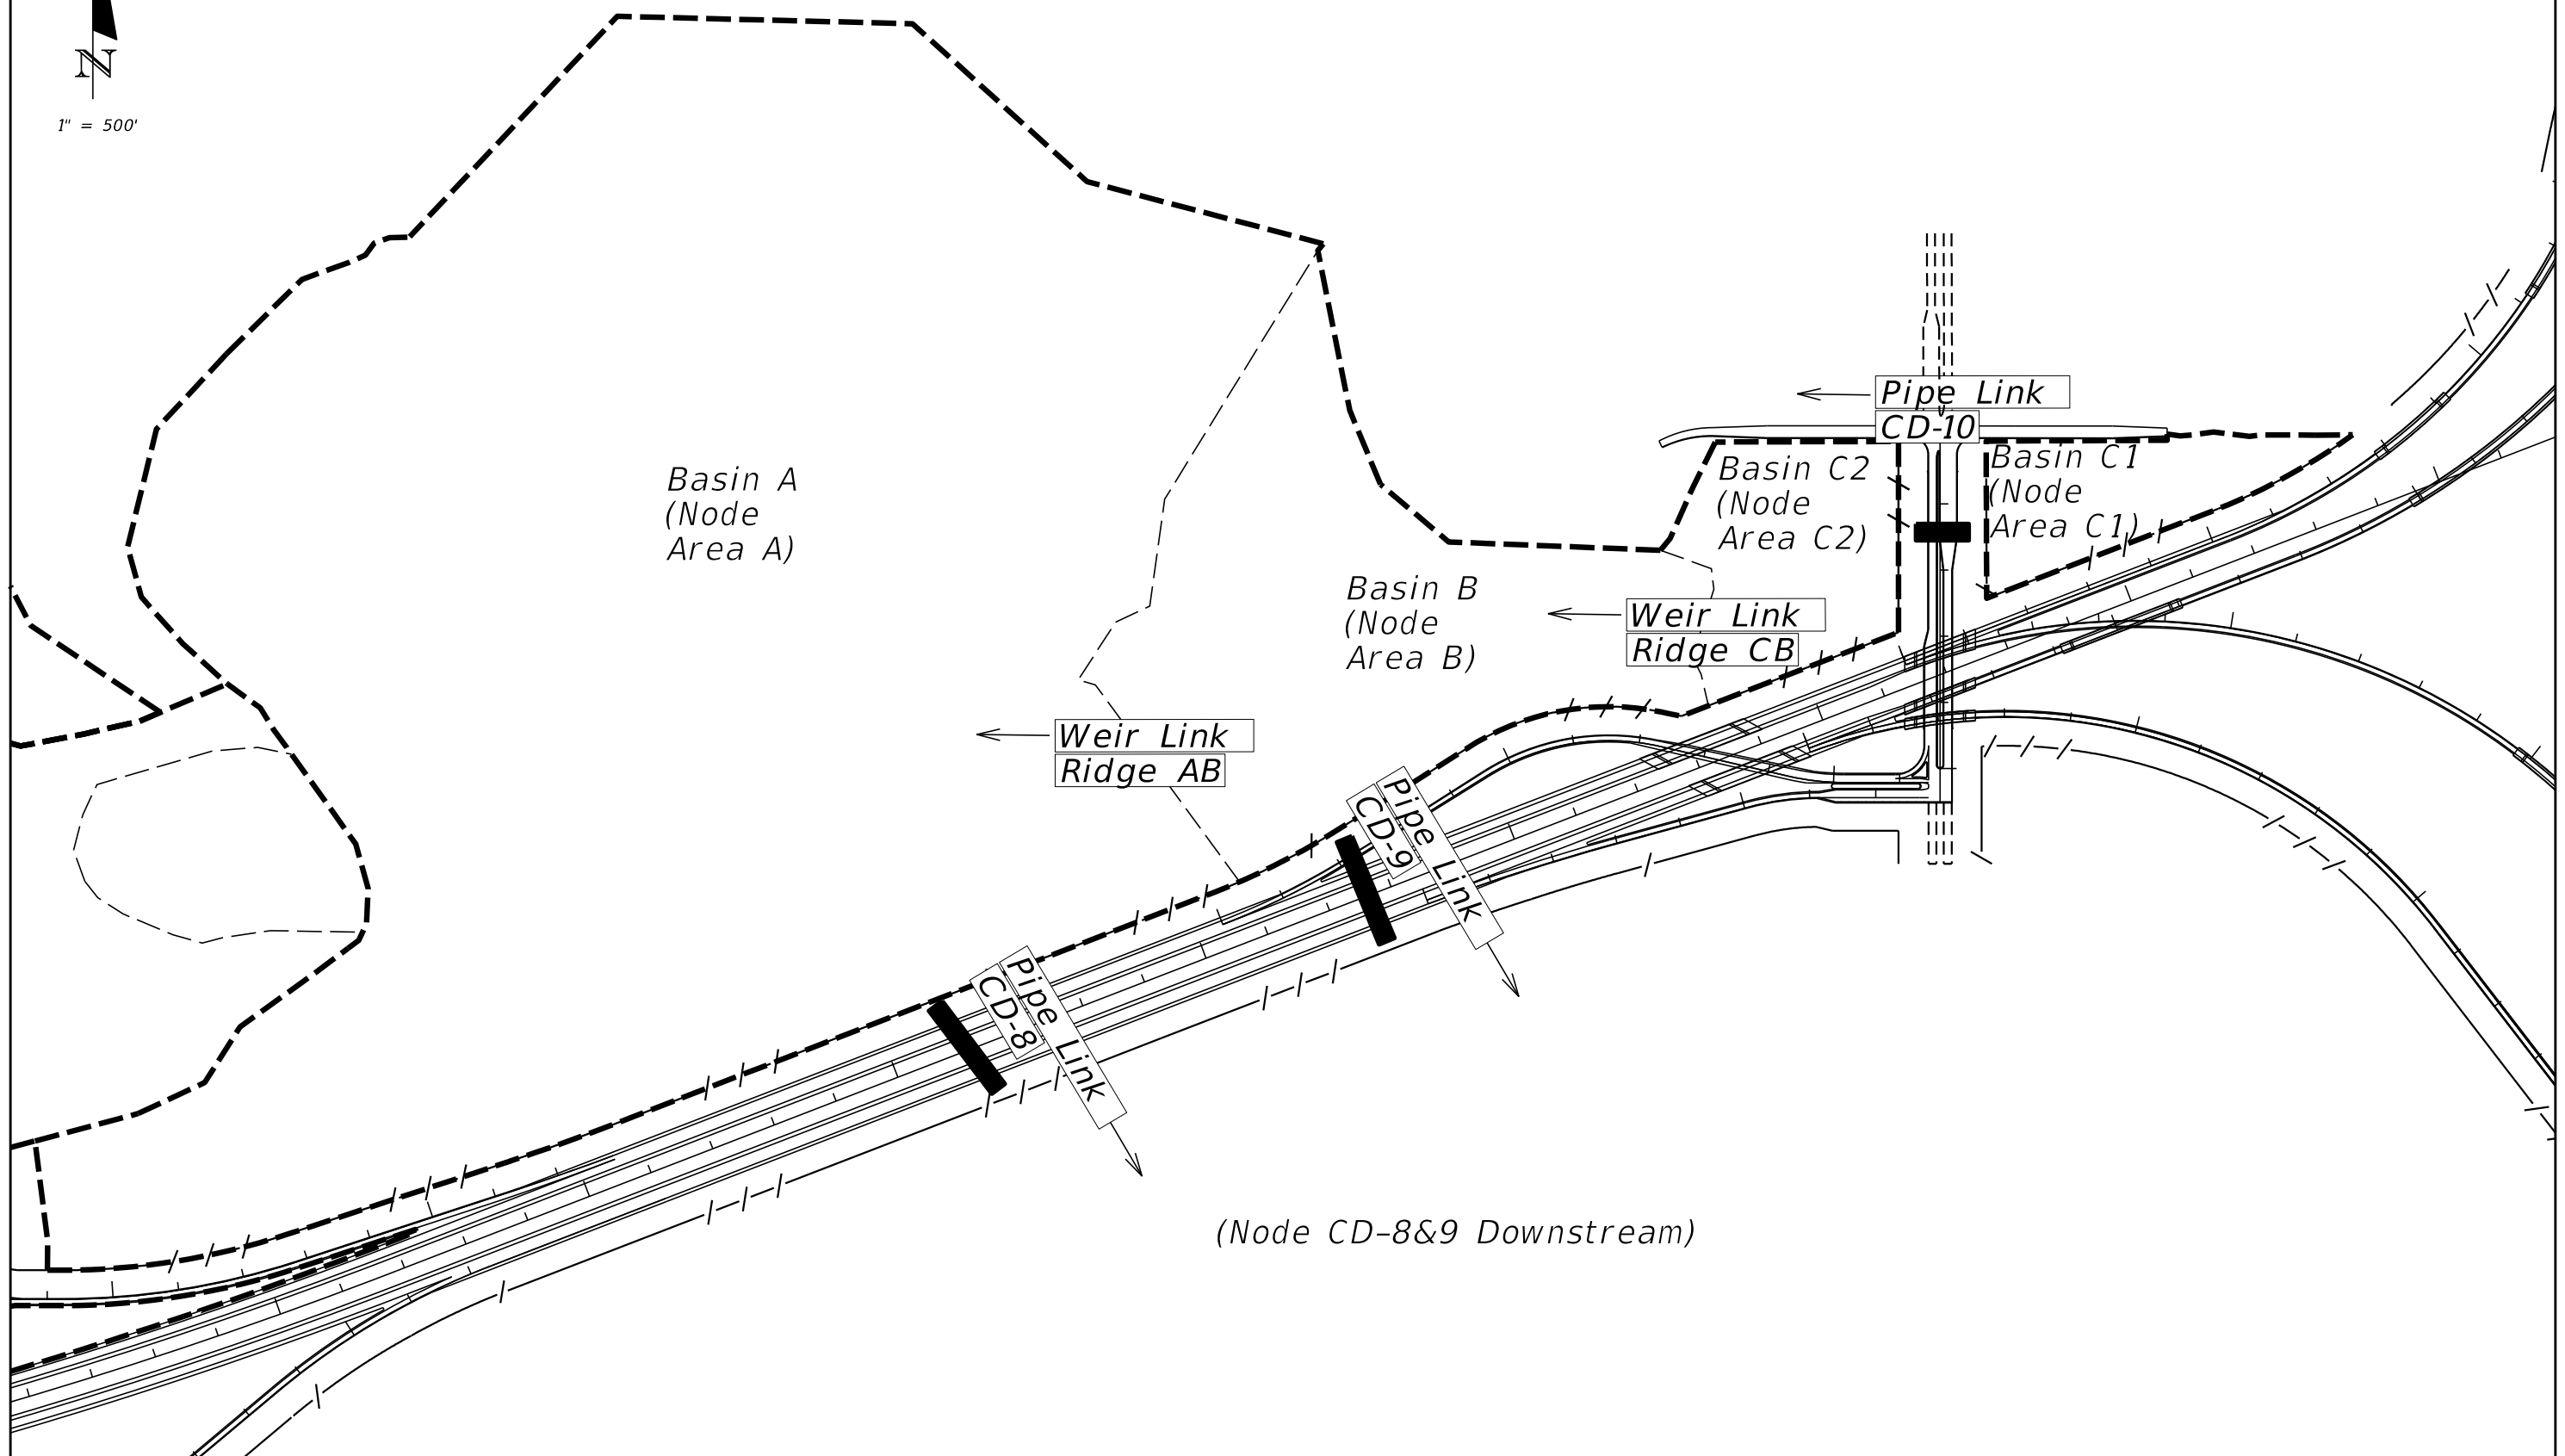 N
1" = 500'
Pipe Link
CD-10
Basin C1
(Node
Area C1)
Basin C2
(Node
Area C2)
Basin A
(Node
Area A)
Basin B
(Node
Area B)
Weir Link
Ridge CB
Weir Link
Ridge AB
Pipe Link
CD-9
Pipe Link
CD-8
(Node CD-8&9 Downstream)